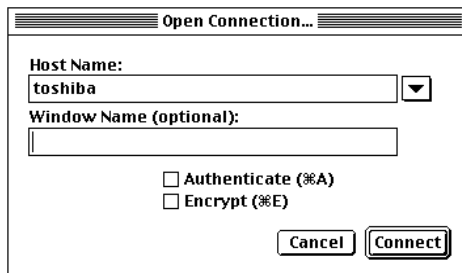 Open Connection...
Host Name:
toshiba
Window Name (optional):
Authenticate (⌘A)
Encrypt (⌘E)
Cancel Connect